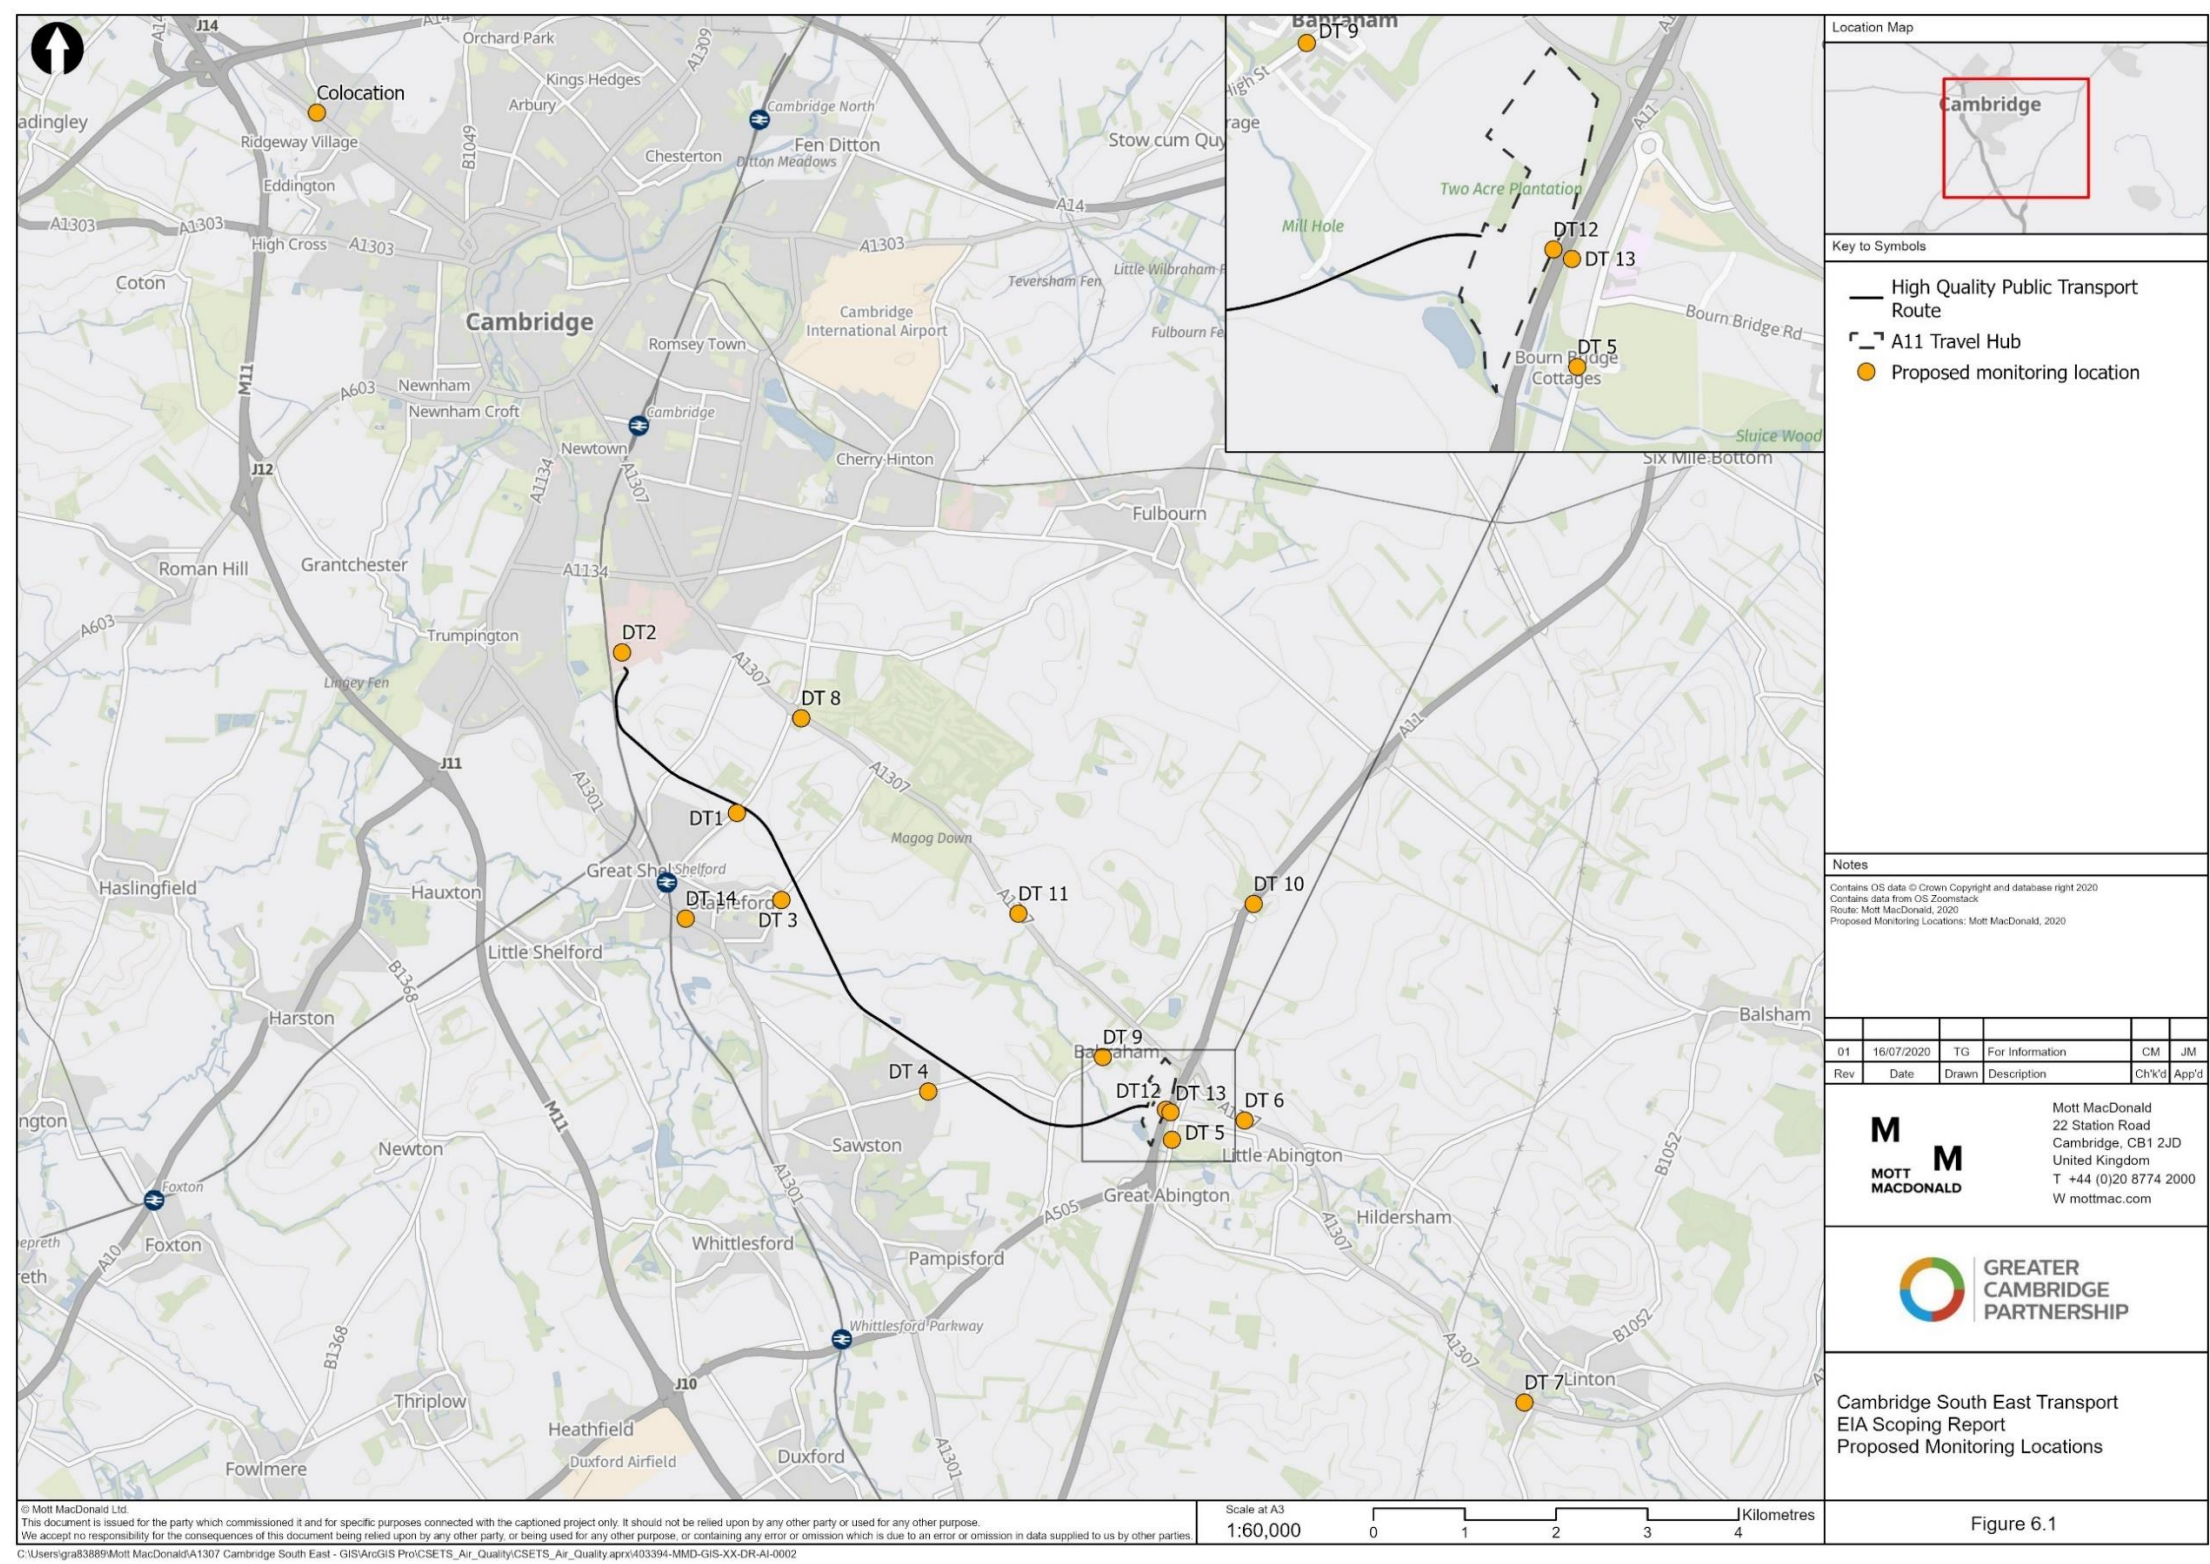 J14
A14
A14
Orchard Park
A1309
Kings Hedges
Colocation
Arbury
Cambridge North
adingley
Ridgeway Village
B1049
Fen Ditton
Stow cum Quy
Chesterton
Ditton Meadows
Eddington
A14
A1303
A1303
High Cross
A1303
A1303
Coton
Teversham Fen
Little Wilbraham F
Cambridge
International Airport
Cambridge
Romsey Town
Fulbourn Fe
M11
A603
Newnham
Newnham Croft
Cambridge
Newtown
Cherry Hinton
J12
A1134
A1307
Six Mile Bottom
Fulbourn
Roman Hill
Grantchester
A1134
A603
Trumpington
DT2
A1307
Lingey Fen
DT 8
A11
J11
A1301
A1307
DT1
Magog Down
Great Shel
Shelford
Haslingfield
Hauxton
DT 14
Stapleford
DT 3
DT 11
A1307
DT 10
Little Shelford
B1368
Harston
Balsham
DT 9
Babraham
DT 4
DT12
DT 13
DT 6
A1307
ngton
M11
Sawston
DT 5
Little Abington
B1052
Newton
A1301
Foxton
Great Abington
A505
Hildersham
A1307
epreth
A10
Foxton
Whittlesford
Pampisford
reth
Whittlesford Parkway
B1368
B1052
A1307
J10
DT 7
Linton
Thriplow
Heathfield
Duxford Airfield
Duxford
A1301
Fowlmere
Babraham
DT 9
High St
rage
A11
A11
Two Acre Plantation
Mill Hole
DT12
DT 13
Bourn Bridge Rd
DT 5
Bourn Bridge
Cottages
Sluice Wood
Location Map
Cambridge
Key to Symbols
High Quality Public Transport
Route
A11 Travel Hub
Proposed monitoring location
Notes
Contains OS data © Crown Copyright and database right 2020
Contains data from OS Zoomstack
Route: Mott MacDonald, 2020
Proposed Monitoring Locations: Mott MacDonald, 2020
01 16/07/2020 TG For Information CM JM
Rev Date Drawn Description Ch'k'd App'd
M
M
MOTT
MACDONALD
Mott MacDonald
22 Station Road
Cambridge, CB1 2JD
United Kingdom
T +44 (0)20 8774 2000
W mottmac.com
GREATER
CAMBRIDGE
PARTNERSHIP
Cambridge South East Transport
EIA Scoping Report
Proposed Monitoring Locations
Figure 6.1
© Mott MacDonald Ltd.
This document is issued for the party which commissioned it and for specific purposes connected with the captioned project only. It should not be relied upon by any other party or used for any other purpose.
We accept no responsibility for the consequences of this document being relied upon by any other party, or being used for any other purpose, or containing any error or omission which is due to an error or omission in data supplied to us by other parties.
Scale at A3
1:60,000
Kilometres
0 1 2 3 4
C:\Users\gra83889\Mott MacDonald\A1307 Cambridge South East - GIS\ArcGIS Pro\CSETS_Air_Quality\CSETS_Air_Quality.aprx\403394-MMD-GIS-XX-DR-AI-0002